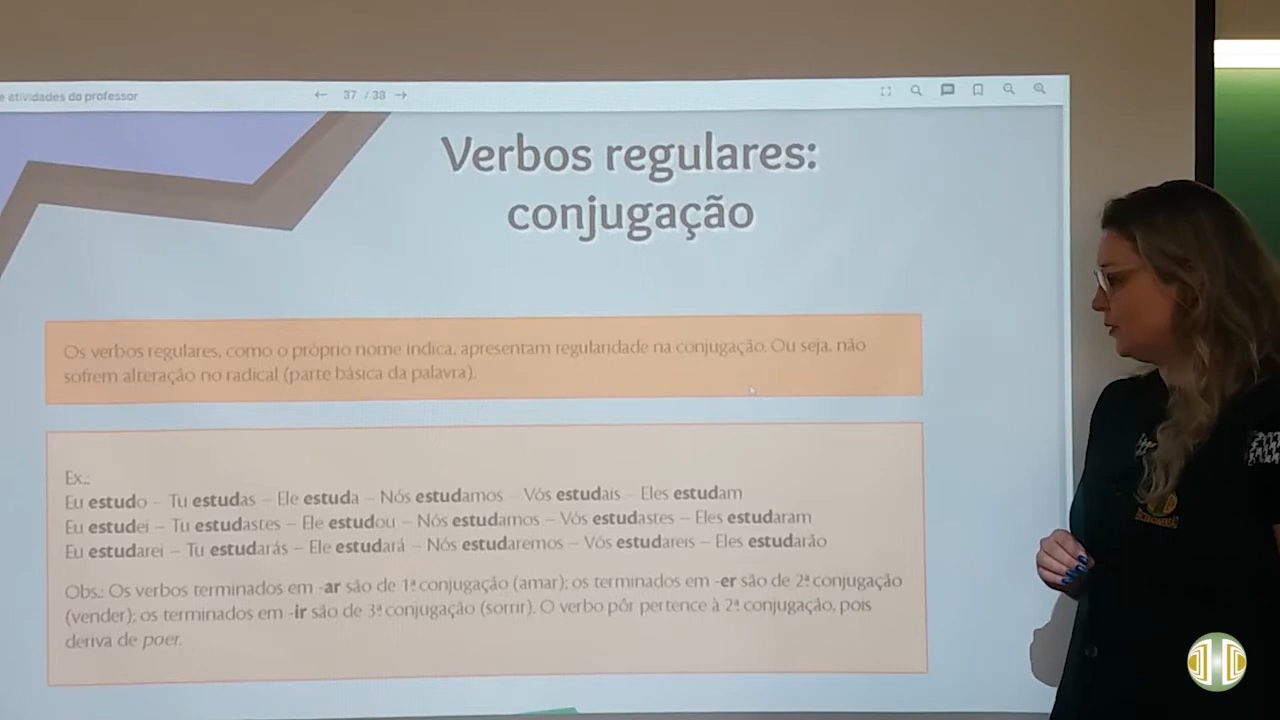 e atividades do professor
← 37 / 38 →
Verbos regulares:
conjugação
Os verbos regulares, como o próprio nome indica, apresentam regularidade na conjugação. Ou seja, não
sofrem alteração no radical (parte básica da palavra).
Ex.:
Eu estudo – Tu estudas – Ele estuda – Nós estudamos – Vós estudais – Eles estudam
Eu estudei – Tu estudastes – Ele estudou – Nós estudamos – Vós estudastes – Eles estudaram
Eu estudarei – Tu estudarás – Ele estudará – Nós estudaremos – Vós estudareis – Eles estudarão
Obs.: Os verbos terminados em -ar são de 1ª conjugação (amar); os terminados em -er são de 2ª conjugação
(vender); os terminados em -ir são de 3ª conjugação (sorrir). O verbo pôr pertence à 2ª conjugação, pois
deriva de poer.